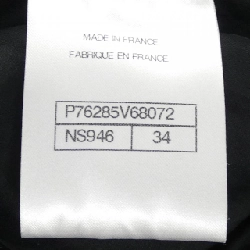 MADE IN FRANCE
FABRIQUE EN FRANCE
P76285V68072
NS946 34